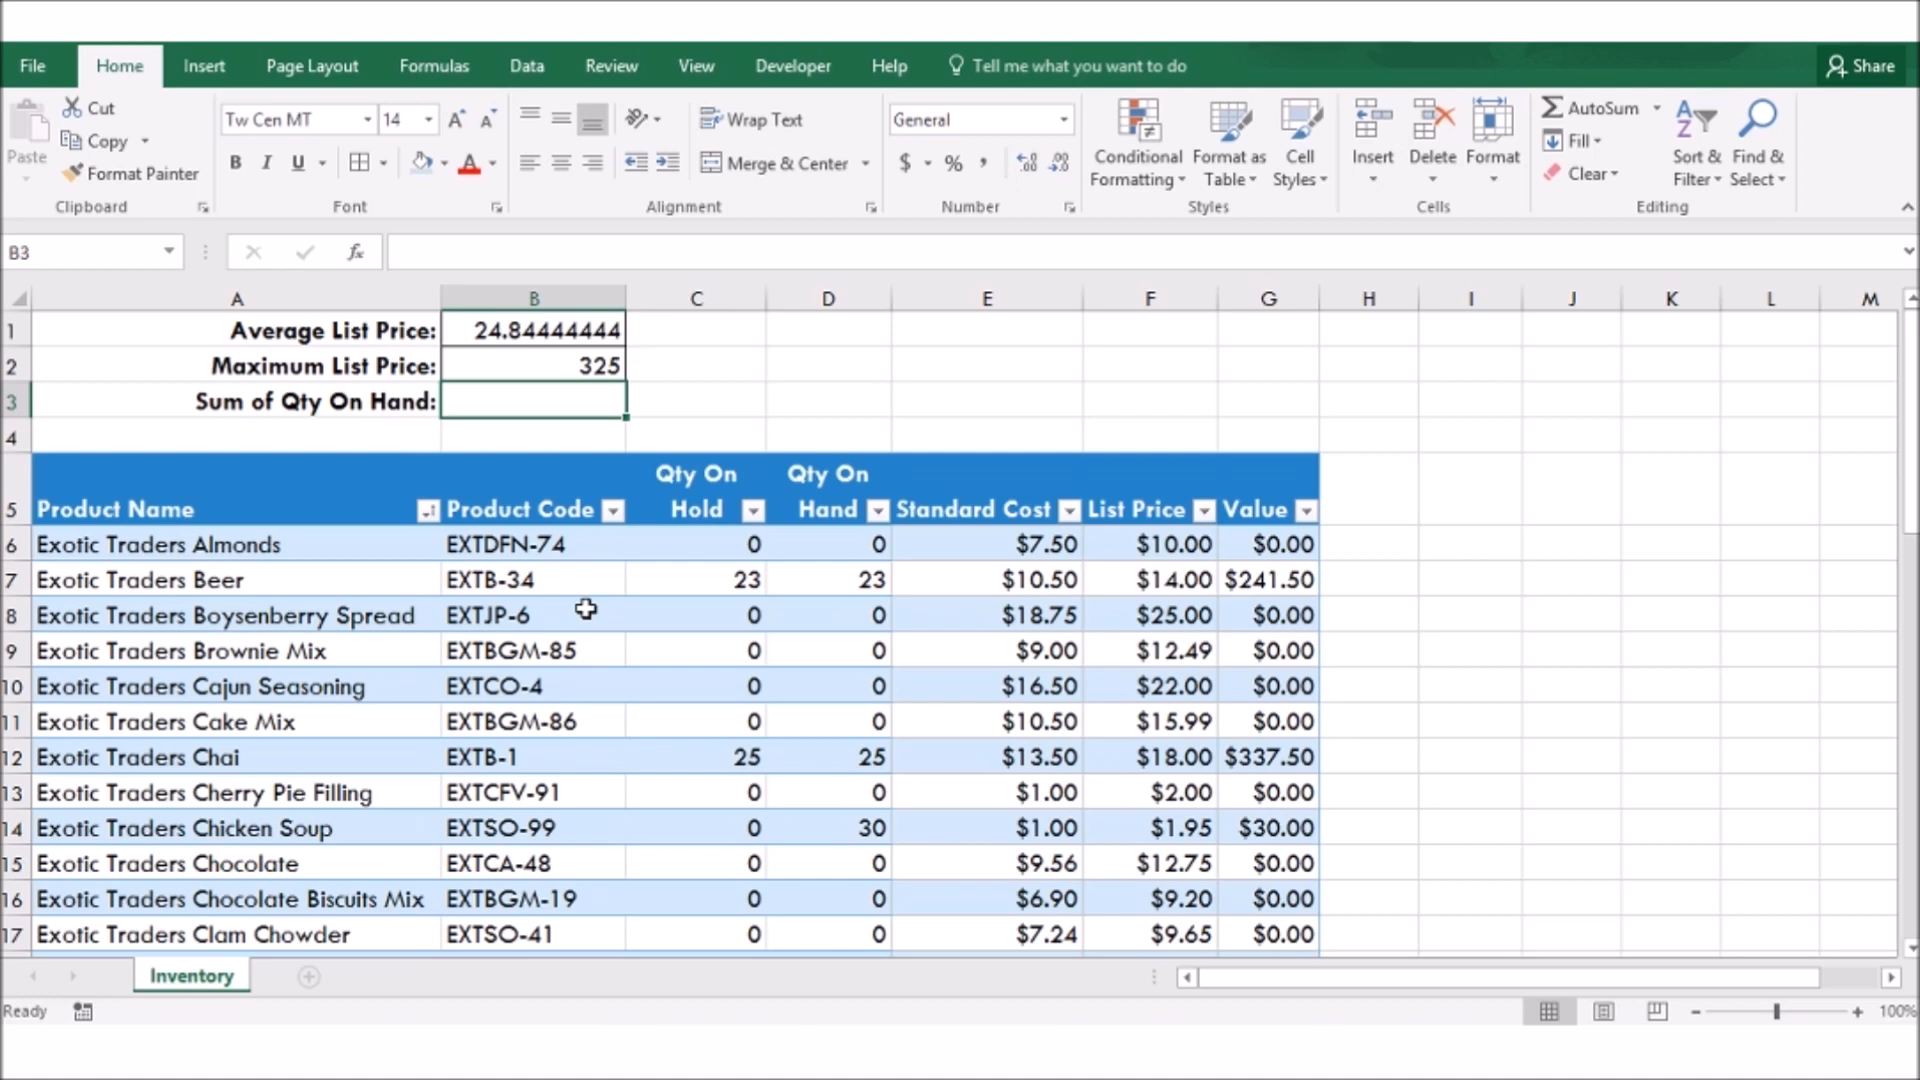 File Home Insert Page Layout Formulas Data Review View Developer Help Tell me what you want to do Share
Paste
Cut
Copy
Format Painter
Clipboard
Tw Cen MT 14
B I U
Font
Wrap Text
Merge & Center
Alignment
General
$ % ,
Number
Conditional Formatting
Format as Table
Cell Styles
Styles
Insert Delete Format
Cells
AutoSum
Fill
Clear
Sort & Filter
Find & Select
Editing
B3 fx
A B C D E F G H I J K L M
1 Average List Price: 24.84444444
2 Maximum List Price: 325
3 Sum of Qty On Hand:
4
5 Product Name Product Code Qty On Hold Qty On Hand Standard Cost List Price Value
6 Exotic Traders Almonds EXTDFN-74 0 0 $7.50 $10.00 $0.00
7 Exotic Traders Beer EXTB-34 23 23 $10.50 $14.00 $241.50
8 Exotic Traders Boysenberry Spread EXTJP-6 0 0 $18.75 $25.00 $0.00
9 Exotic Traders Brownie Mix EXTBGM-85 0 0 $9.00 $12.49 $0.00
10 Exotic Traders Cajun Seasoning EXTCO-4 0 0 $16.50 $22.00 $0.00
11 Exotic Traders Cake Mix EXTBGM-86 0 0 $10.50 $15.99 $0.00
12 Exotic Traders Chai EXTB-1 25 25 $13.50 $18.00 $337.50
13 Exotic Traders Cherry Pie Filling EXTCFV-91 0 0 $1.00 $2.00 $0.00
14 Exotic Traders Chicken Soup EXTSO-99 0 30 $1.00 $1.95 $30.00
15 Exotic Traders Chocolate EXTCA-48 0 0 $9.56 $12.75 $0.00
16 Exotic Traders Chocolate Biscuits Mix EXTBGM-19 0 0 $6.90 $9.20 $0.00
17 Exotic Traders Clam Chowder EXTSO-41 0 0 $7.24 $9.65 $0.00
Inventory
Ready 100%